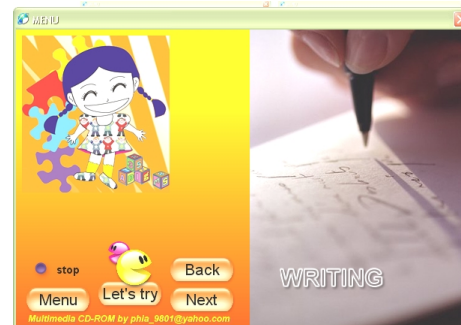 MENU
stop
Back
Menu
Let's try
Next
Multimedia CD-ROM by phia_9801@yahoo.com
WRITING